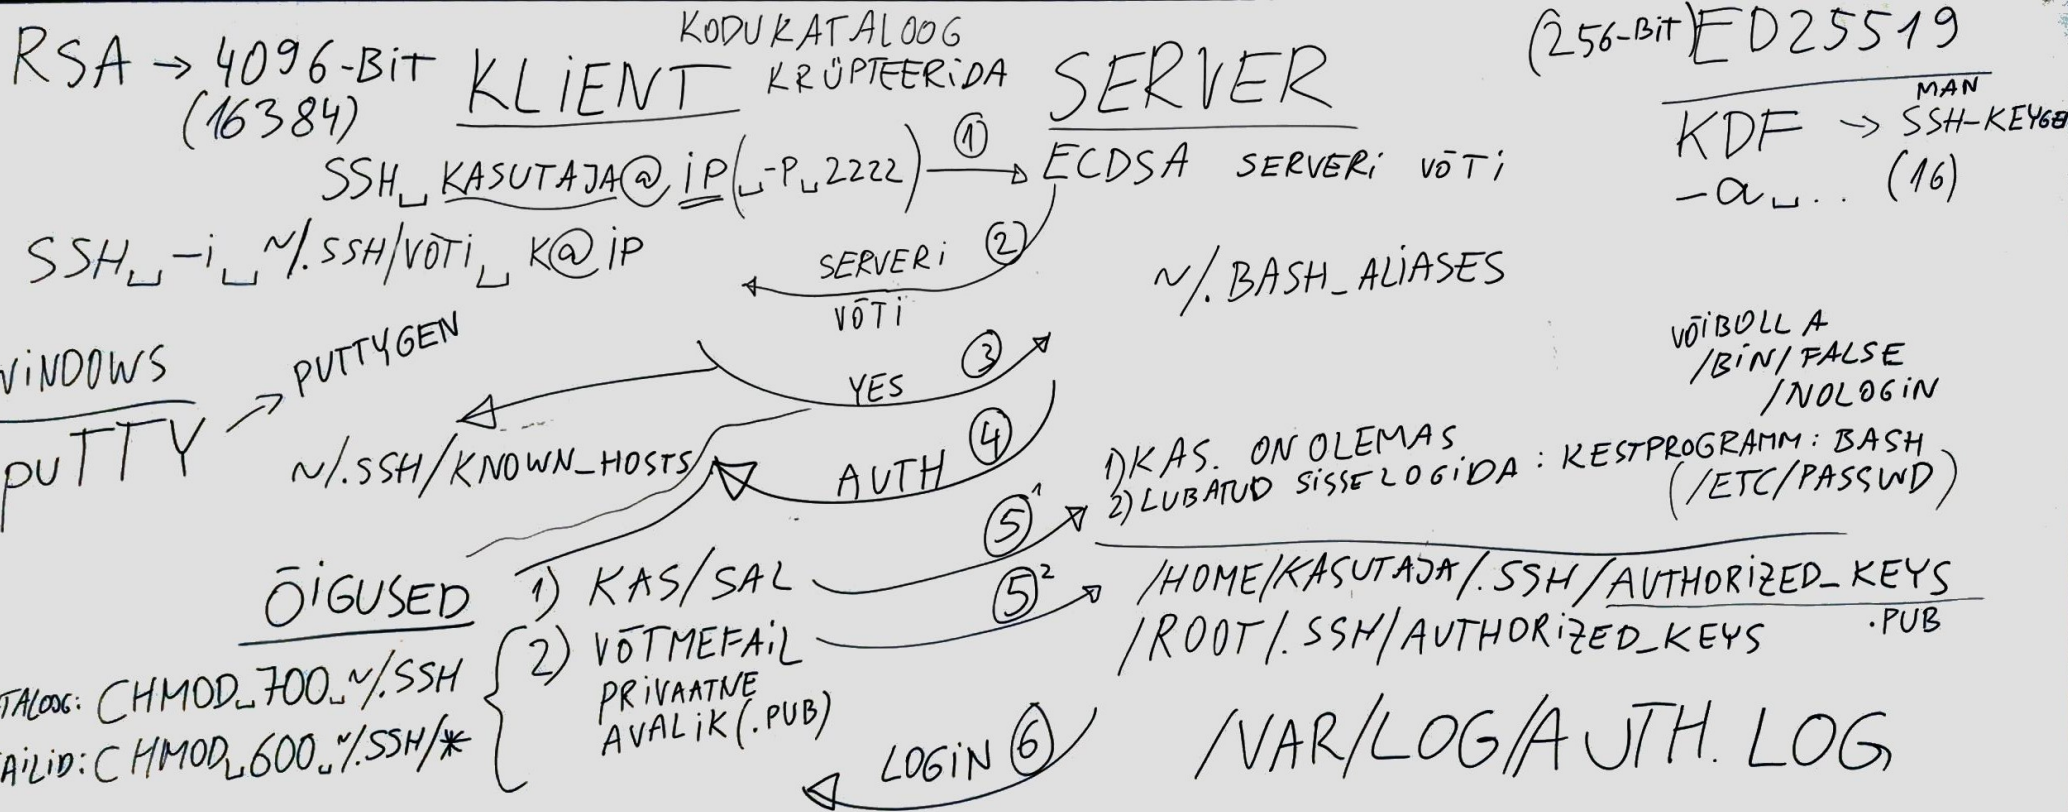 KODUKATALOOG
KRÜPTEERIDA
RSA → 4096-BIT
(16384)
KLIENT
SERVER
(256-BIT) ED25519
KDF → MAN
SSH-KEYGEN
-a␣.. (16)
SSH␣KASUTAJA@IP(␣-P␣2222) ①
ECDSA SERVERI VÕTI
SSH␣-i␣~/.SSH/VÕTI␣K@IP
SERVERI ②
VÕTI
~/.BASH_ALIASES
WINDOWS
PUTTY → PUTTYGEN
YES ③
~/.SSH/KNOWN_HOSTS
AUTH ④
VÕIBOLLA
/BIN/FALSE
/NOLOGIN
1) KAS. ON OLEMAS
2) LUBATUD SISSE LOGIDA : KESTPROGRAMM: BASH
(/ETC/PASSWD)
ÕIGUSED
TALOOG: CHMOD␣700␣~/.SSH
AILID: CHMOD␣600␣~/.SSH/*
1) KAS/SAL ⑤¹
2) VÕTMEFAIL ⑤²
PRIVAATNE
AVALIK (.PUB)
/HOME/KASUTAJA/.SSH/AUTHORIZED_KEYS
.PUB
/ROOT/.SSH/AUTHORIZED_KEYS
LOGIN ⑥
/VAR/LOG/AUTH.LOG